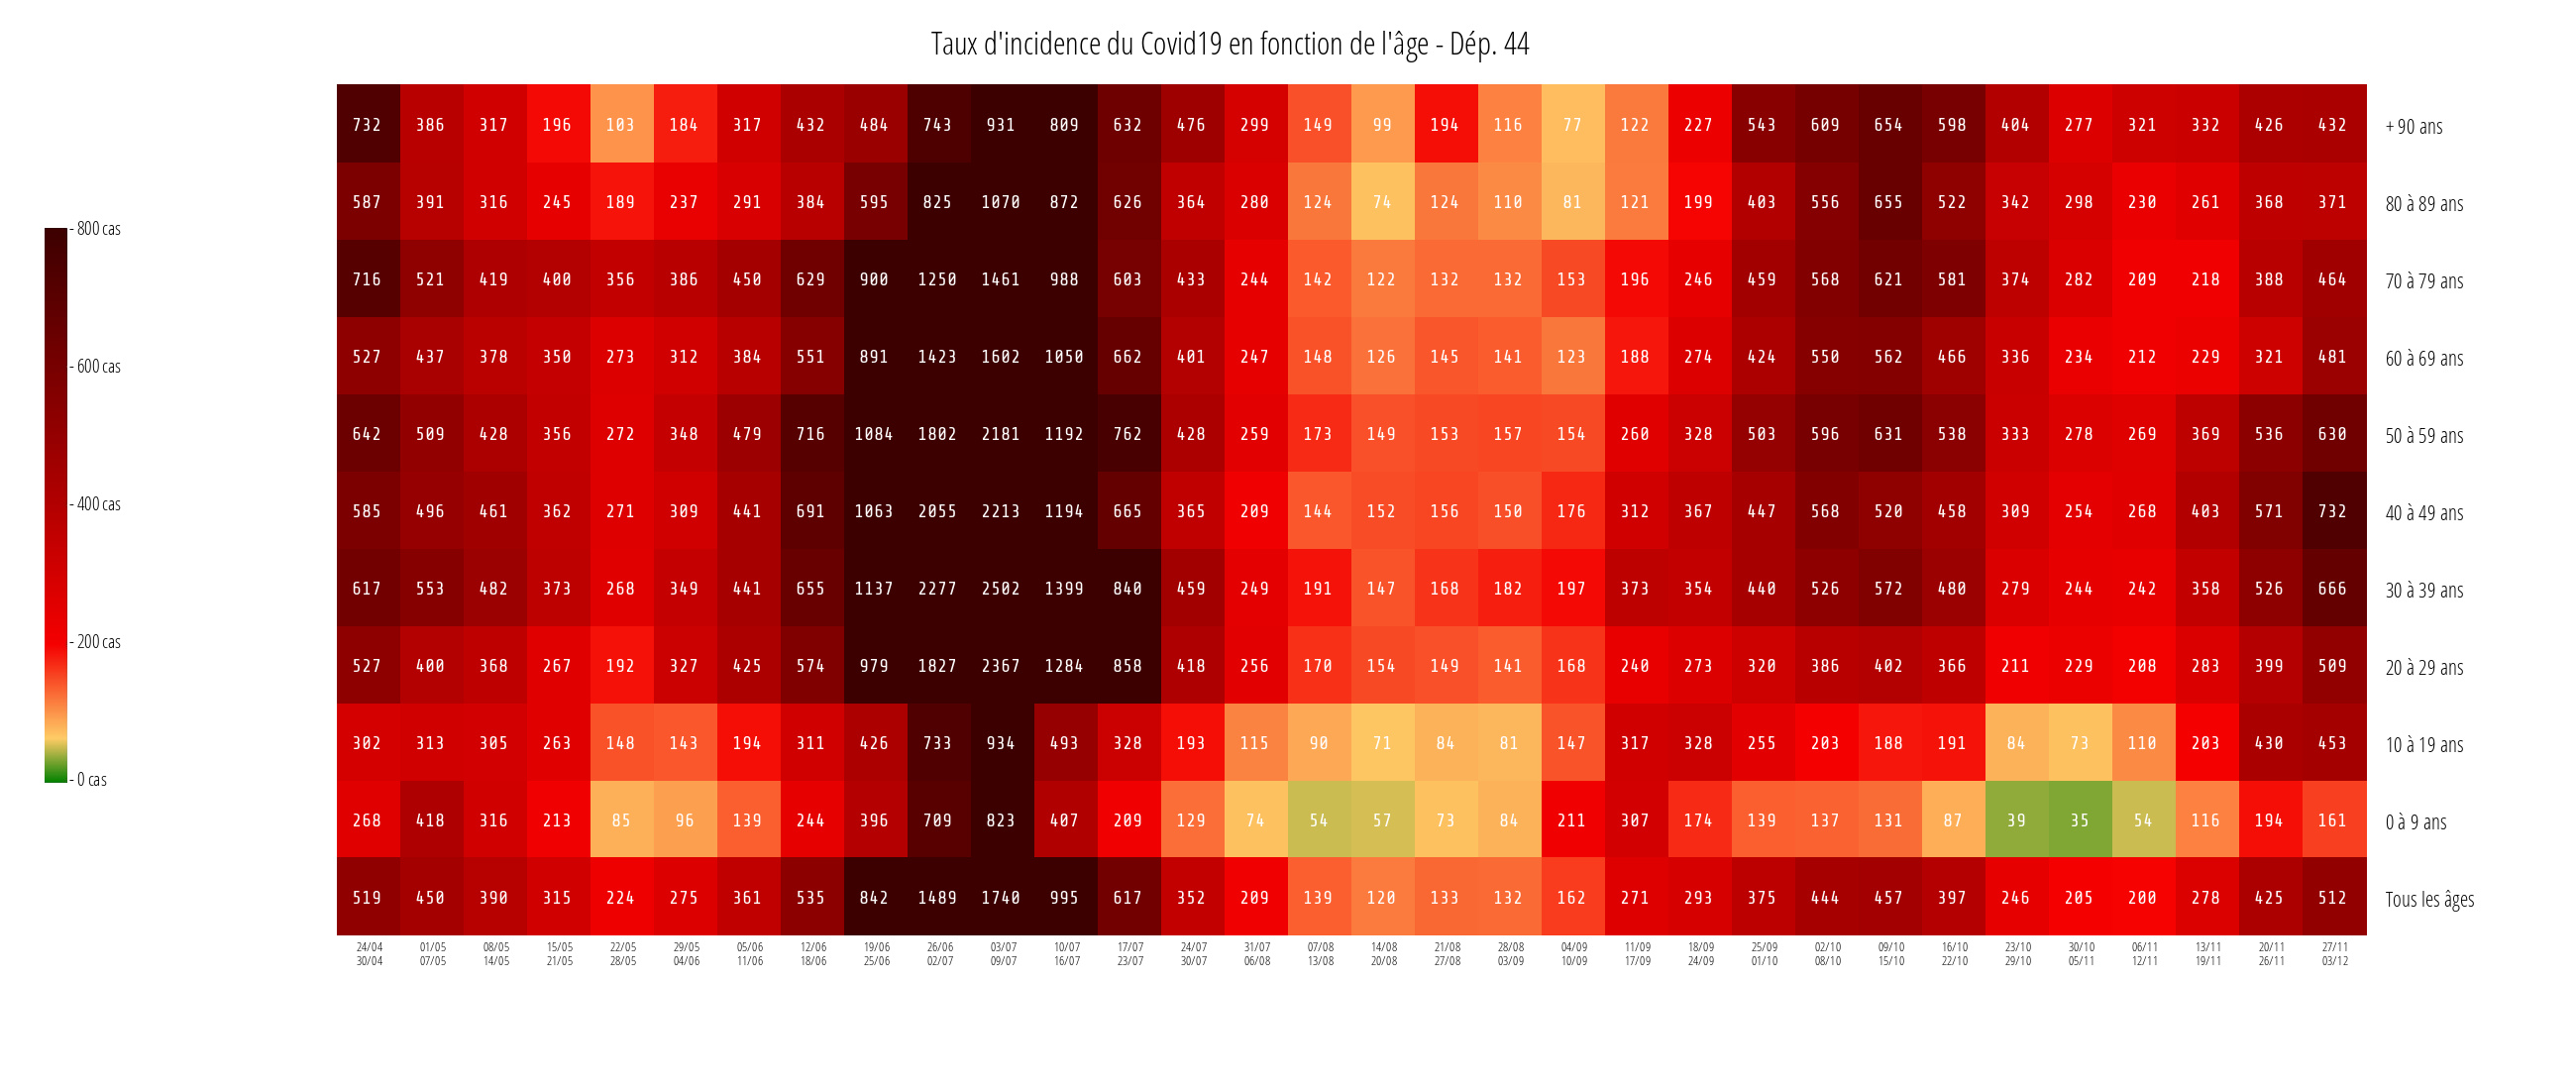 Taux d'incidence du Covid19 en fonction de l'âge - Dép. 44
- 800 cas
- 600 cas
- 400 cas
- 200 cas
- 0 cas
732 386 317 196 103 184 317 432 484 743 931 809 632 476 299 149 99 194 116 77 122 227 543 609 654 598 404 277 321 332 426 432 + 90 ans
587 391 316 245 189 237 291 384 595 825 1070 872 626 364 280 124 74 124 110 81 121 199 403 556 655 522 342 298 230 261 368 371 80 à 89 ans
716 521 419 400 356 386 450 629 900 1250 1461 988 603 433 244 142 122 132 132 153 196 246 459 568 621 581 374 282 209 218 388 464 70 à 79 ans
527 437 378 350 273 312 384 551 891 1423 1602 1050 662 401 247 148 126 145 141 123 188 274 424 550 562 466 336 234 212 229 321 481 60 à 69 ans
642 509 428 356 272 348 479 716 1084 1802 2181 1192 762 428 259 173 149 153 157 154 260 328 503 596 631 538 333 278 269 369 536 630 50 à 59 ans
585 496 461 362 271 309 441 691 1063 2055 2213 1194 665 365 209 144 152 156 150 176 312 367 447 568 520 458 309 254 268 403 571 732 40 à 49 ans
617 553 482 373 268 349 441 655 1137 2277 2502 1399 840 459 249 191 147 168 182 197 373 354 440 526 572 480 279 244 242 358 526 666 30 à 39 ans
527 400 368 267 192 327 425 574 979 1827 2367 1284 858 418 256 170 154 149 141 168 240 273 320 386 402 366 211 229 208 283 399 509 20 à 29 ans
302 313 305 263 148 143 194 311 426 733 934 493 328 193 115 90 71 84 81 147 317 328 255 203 188 191 84 73 110 203 430 453 10 à 19 ans
268 418 316 213 85 96 139 244 396 709 823 407 209 129 74 54 57 73 84 211 307 174 139 137 131 87 39 35 54 116 194 161 0 à 9 ans
519 450 390 315 224 275 361 535 842 1489 1740 995 617 352 209 139 120 133 132 162 271 293 375 444 457 397 246 205 200 278 425 512 Tous les âges
24/04 01/05 08/05 15/05 22/05 29/05 05/06 12/06 19/06 26/06 03/07 10/07 17/07 24/07 31/07 07/08 14/08 21/08 28/08 04/09 11/09 18/09 25/09 02/10 09/10 16/10 23/10 30/10 06/11 13/11 20/11 27/11
30/04 07/05 14/05 21/05 28/05 04/06 11/06 18/06 25/06 02/07 09/07 16/07 23/07 30/07 06/08 13/08 20/08 27/08 03/09 10/09 17/09 24/09 01/10 08/10 15/10 22/10 29/10 05/11 12/11 19/11 26/11 03/12